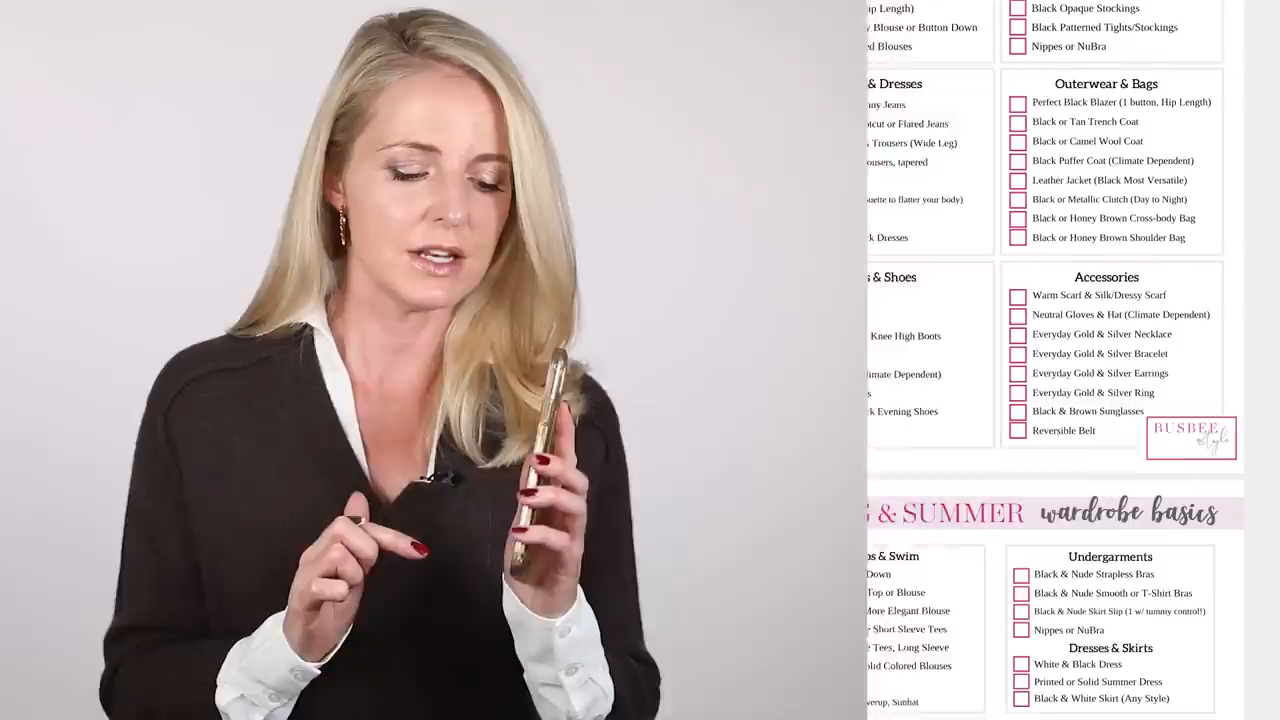 ip Length)
y Blouse or Button Down
ed Blouses
Black Opaque Stockings
Black Patterned Tights/Stockings
Nippes or NuBra
& Dresses
nny Jeans
otcut or Flared Jeans
Trousers (Wide Leg)
ousers, tapered
ouette to flatter your body)
ck Dresses
Outerwear & Bags
Perfect Black Blazer (1 button, Hip Length)
Black or Tan Trench Coat
Black or Camel Wool Coat
Black Puffer Coat (Climate Dependent)
Leather Jacket (Black Most Versatile)
Black or Metallic Clutch (Day to Night)
Black or Honey Brown Cross-body Bag
Black or Honey Brown Shoulder Bag
s & Shoes
Knee High Boots
limate Dependent)
s
ck Evening Shoes
Accessories
Warm Scarf & Silk/Dressy Scarf
Neutral Gloves & Hat (Climate Dependent)
Everyday Gold & Silver Necklace
Everyday Gold & Silver Bracelet
Everyday Gold & Silver Earrings
Everyday Gold & Silver Ring
Black & Brown Sunglasses
Reversible Belt
BUSBEE
style
G & SUMMER wardrobe basics
ps & Swim
Down
Top or Blouse
More Elegant Blouse
e Short Sleeve Tees
e Tees, Long Sleeve
olid Colored Blouses
verup, Sunhat
Undergarments
Black & Nude Strapless Bras
Black & Nude Smooth or T-Shirt Bras
Black & Nude Skirt Slip (1 w/ tummy control!)
Nippes or NuBra
Dresses & Skirts
White & Black Dress
Printed or Solid Summer Dress
Black & White Skirt (Any Style)